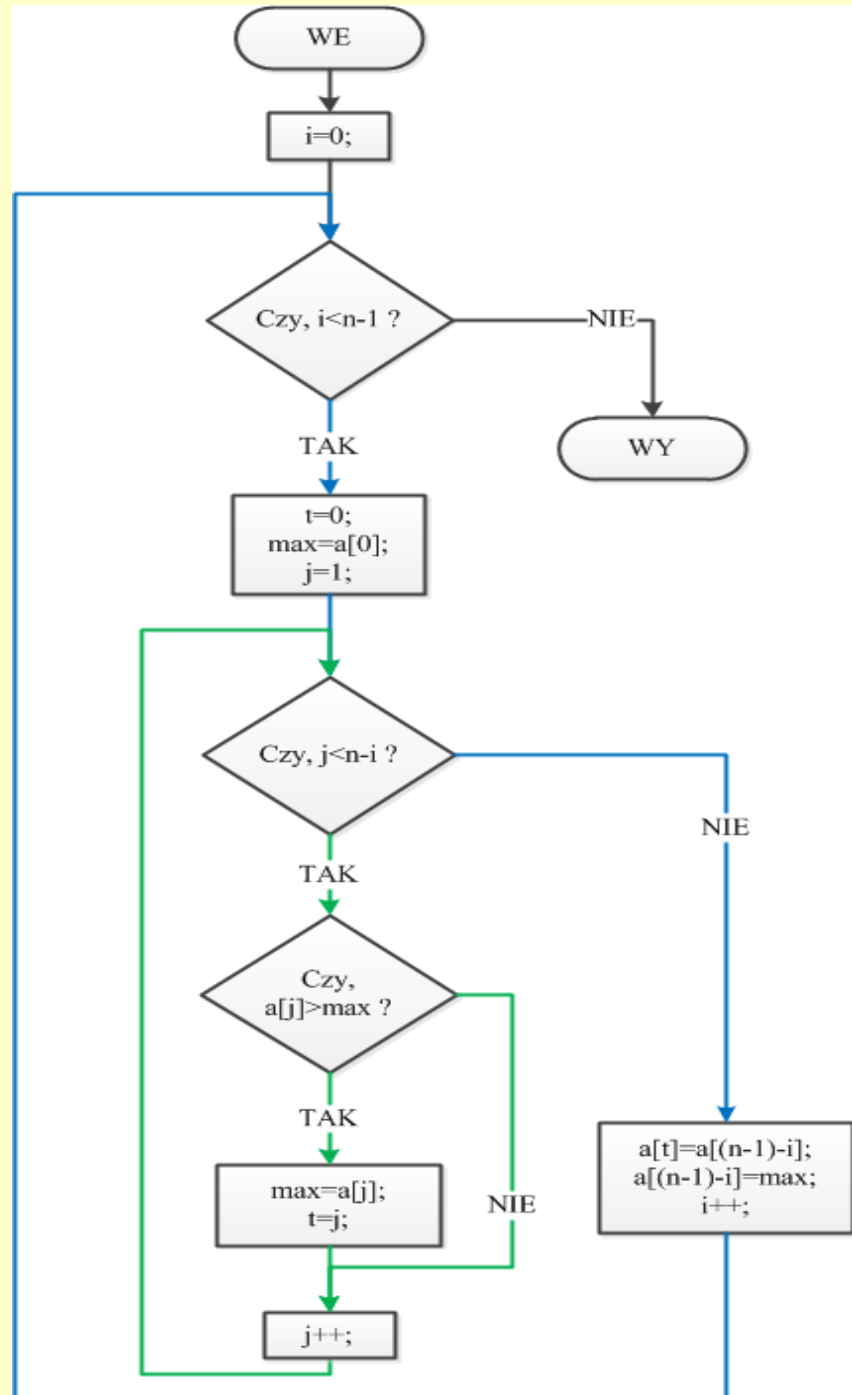 WE
i=0;
Czy, i<n-1 ?
NIE
TAK
WY
t=0;
max=a[0];
j=1;
Czy, j<n-i ?
NIE
TAK
Czy,
a[j]>max ?
TAK
NIE
max=a[j];
t=j;
a[t]=a[(n-1)-i];
a[(n-1)-i]=max;
i++;
j++;